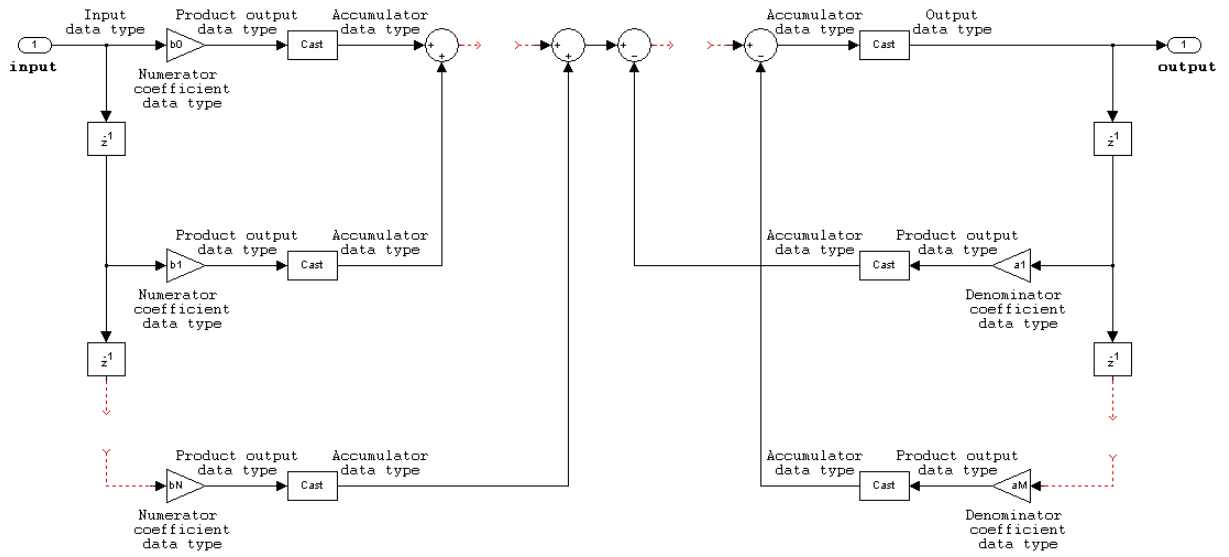 Input
data type
Product output
data type
Accumulator
data type
Accumulator
data type
Output
data type
1
b0
Cast
+
+
+
+
+
−
+
−
Cast
1
input
output
Numerator
coefficient
data type
z-1
z-1
Product output
data type
Accumulator
data type
Accumulator
data type
Product output
data type
b1
Cast
Cast
a1
Numerator
coefficient
data type
Denominator
coefficient
data type
z-1
z-1
Product output
data type
Accumulator
data type
Accumulator
data type
Product output
data type
bN
Cast
Cast
aM
Numerator
coefficient
data type
Denominator
coefficient
data type